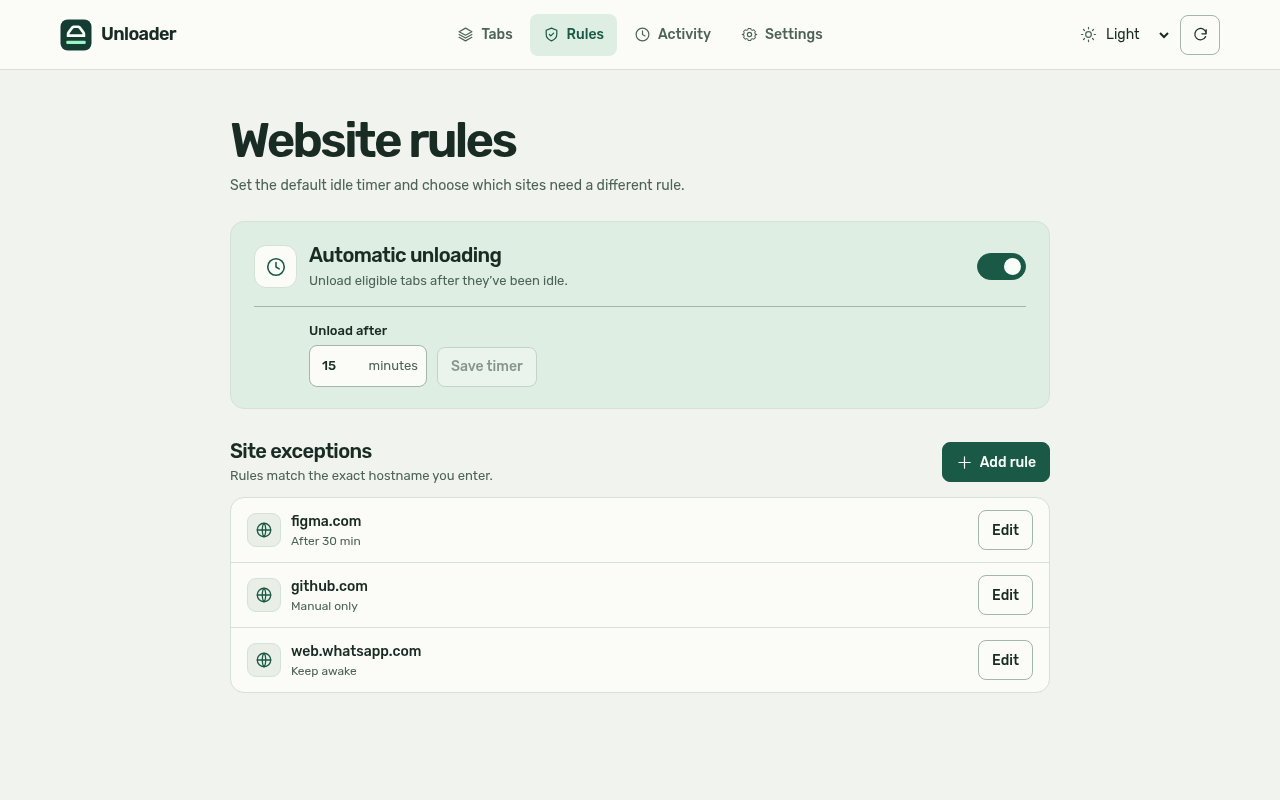 Unloader
Tabs
Rules
Activity
Settings
Light
Website rules
Set the default idle timer and choose which sites need a different rule.
Automatic unloading
Unload eligible tabs after they've been idle.
Unload after
15 minutes
Save timer
Site exceptions
Rules match the exact hostname you enter.
Add rule
figma.com
After 30 min
Edit
github.com
Manual only
Edit
web.whatsapp.com
Keep awake
Edit